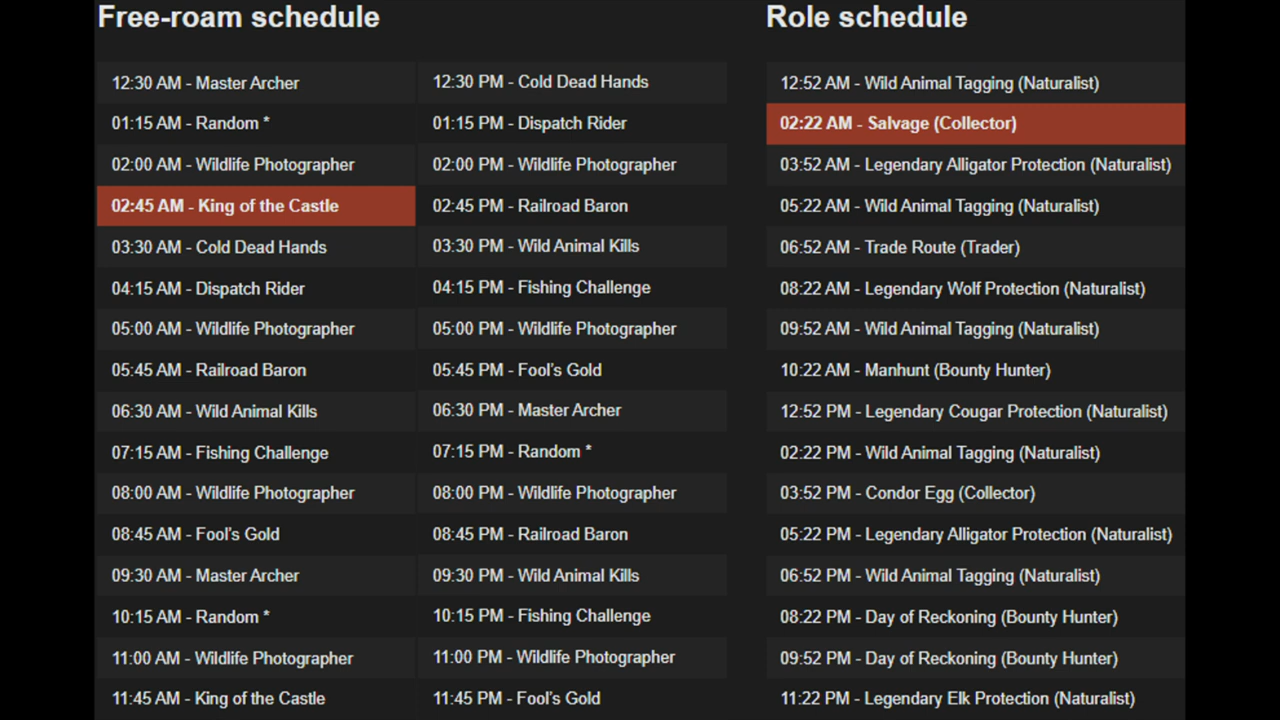 Free-roam schedule
12:30 AM - Master Archer
01:15 AM - Random *
02:00 AM - Wildlife Photographer
02:45 AM - King of the Castle
03:30 AM - Cold Dead Hands
04:15 AM - Dispatch Rider
05:00 AM - Wildlife Photographer
05:45 AM - Railroad Baron
06:30 AM - Wild Animal Kills
07:15 AM - Fishing Challenge
08:00 AM - Wildlife Photographer
08:45 AM - Fool's Gold
09:30 AM - Master Archer
10:15 AM - Random *
11:00 AM - Wildlife Photographer
11:45 AM - King of the Castle
12:30 PM - Cold Dead Hands
01:15 PM - Dispatch Rider
02:00 PM - Wildlife Photographer
02:45 PM - Railroad Baron
03:30 PM - Wild Animal Kills
04:15 PM - Fishing Challenge
05:00 PM - Wildlife Photographer
05:45 PM - Fool's Gold
06:30 PM - Master Archer
07:15 PM - Random *
08:00 PM - Wildlife Photographer
08:45 PM - Railroad Baron
09:30 PM - Wild Animal Kills
10:15 PM - Fishing Challenge
11:00 PM - Wildlife Photographer
11:45 PM - Fool's Gold
Role schedule
12:52 AM - Wild Animal Tagging (Naturalist)
02:22 AM - Salvage (Collector)
03:52 AM - Legendary Alligator Protection (Naturalist)
05:22 AM - Wild Animal Tagging (Naturalist)
06:52 AM - Trade Route (Trader)
08:22 AM - Legendary Wolf Protection (Naturalist)
09:52 AM - Wild Animal Tagging (Naturalist)
10:22 AM - Manhunt (Bounty Hunter)
12:52 PM - Legendary Cougar Protection (Naturalist)
02:22 PM - Wild Animal Tagging (Naturalist)
03:52 PM - Condor Egg (Collector)
05:22 PM - Legendary Alligator Protection (Naturalist)
06:52 PM - Wild Animal Tagging (Naturalist)
08:22 PM - Day of Reckoning (Bounty Hunter)
09:52 PM - Day of Reckoning (Bounty Hunter)
11:22 PM - Legendary Elk Protection (Naturalist)